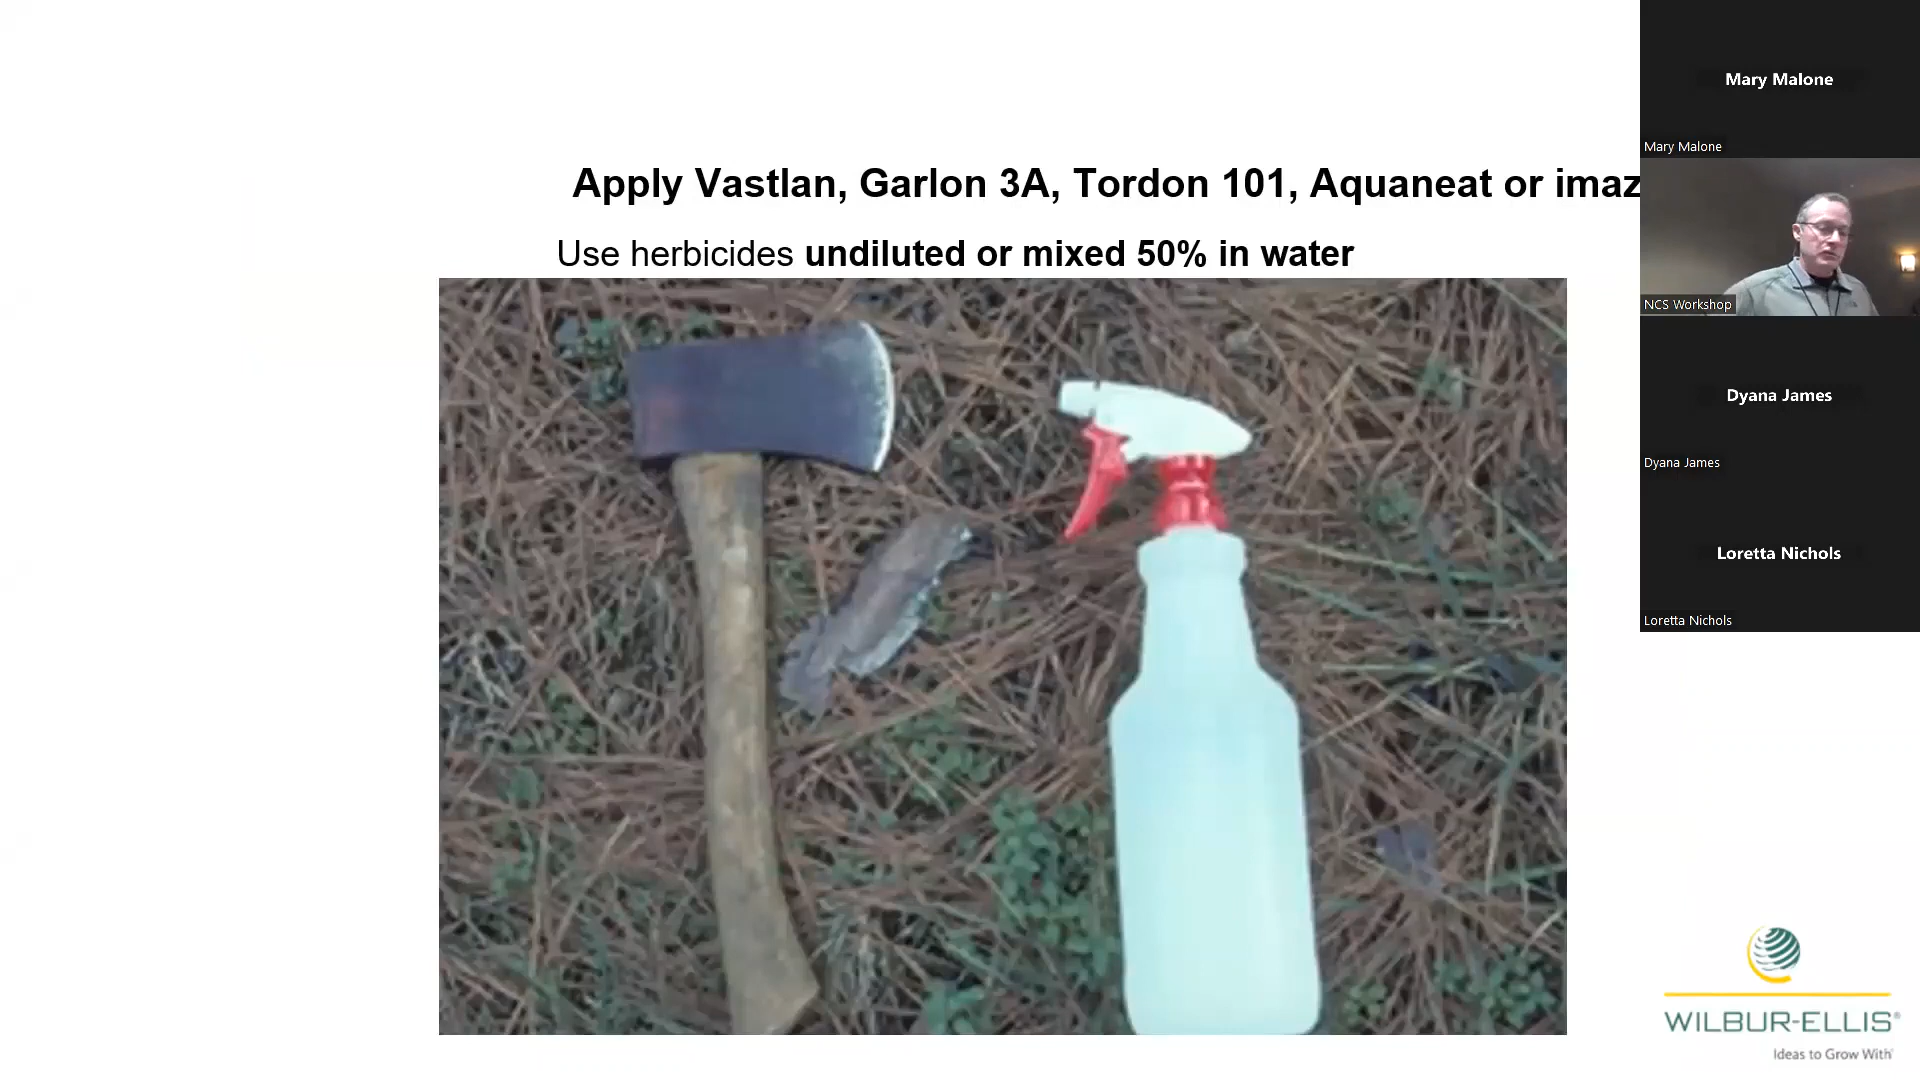 Apply Vastlan, Garlon 3A, Tordon 101, Aquaneat or imaz
Use herbicides undiluted or mixed 50% in water
Mary Malone
Mary Malone
NCS Workshop
Dyana James
Dyana James
Loretta Nichols
Loretta Nichols
WILBUR-ELLIS®
Ideas to Grow With®